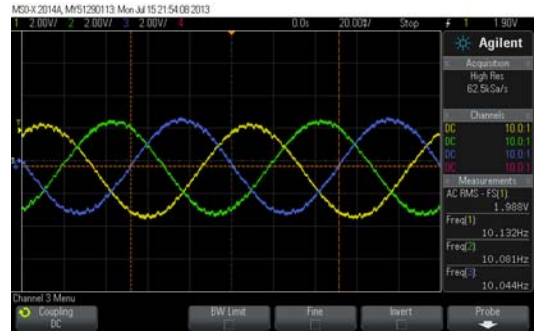 MSO-X 2014A, MY51290113: Mon Jul 15 21:54:08 2013
1 2.00V/ 2 2.00V/ 3 2.00V/ 4 0.0s 20.00%/ Stop 1 1.90V
Agilent
Acquisition
High Res
62.5kSa/s
Channels
DC 10.0:1
DC 10.0:1
DC 10.0:1
DC 10.0:1
Measurements
AC RMS - FS(1):
1.988V
Freq(1):
10.132Hz
Freq(2):
10.081Hz
Freq(3):
10.044Hz
Channel 3 Menu
Coupling BW Limit Fine Invert Probe
DC